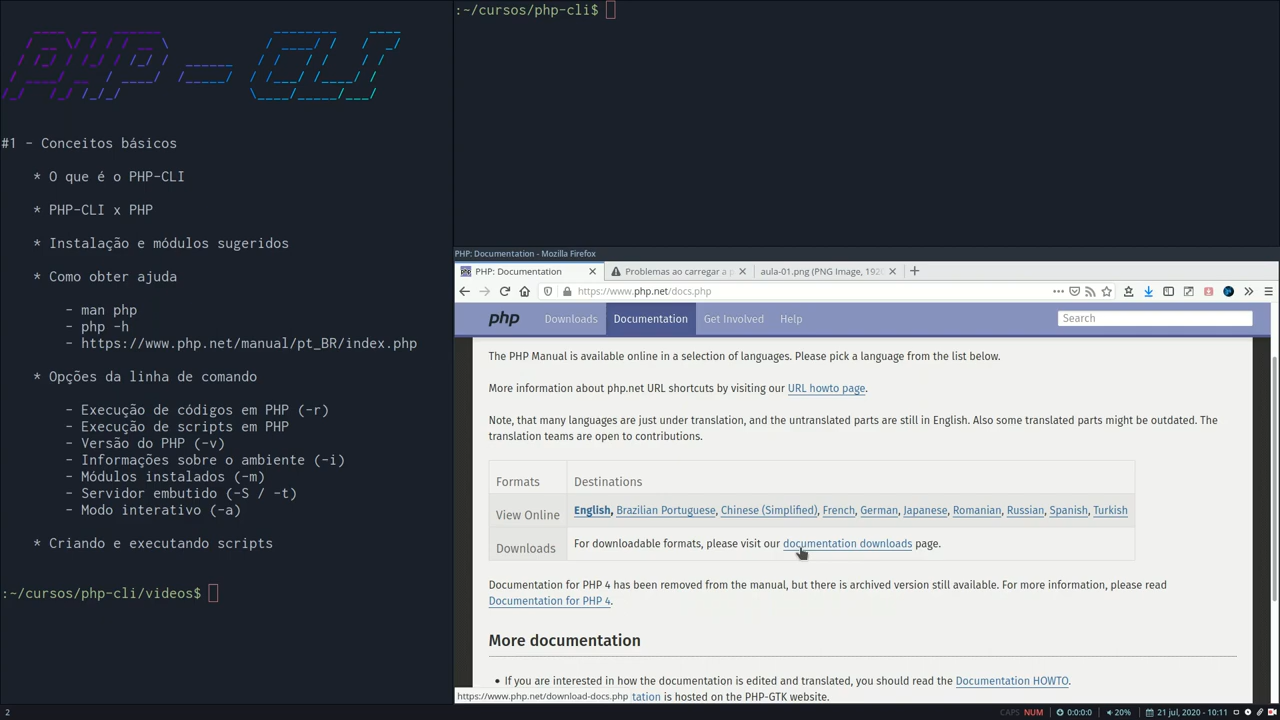 PHP - CLI
#1 - Conceitos básicos
* O que é o PHP-CLI
* PHP-CLI x PHP
* Instalação e módulos sugeridos
* Como obter ajuda
- man php
- php -h
- https://www.php.net/manual/pt_BR/index.php
* Opções da linha de comando
- Execução de códigos em PHP (-r)
- Execução de scripts em PHP
- Versão do PHP (-v)
- Informações sobre o ambiente (-i)
- Módulos instalados (-m)
- Servidor embutido (-S / -t)
- Modo interativo (-a)
* Criando e executando scripts
:~/cursos/php-cli/videos$
:~/cursos/php-cli$
PHP: Documentation - Mozilla Firefox
PHP: Documentation
Problemas ao carregar a p
aula-01.png (PNG Image, 192
https://www.php.net/docs.php
php
Downloads
Documentation
Get Involved
Help
Search
The PHP Manual is available online in a selection of languages. Please pick a language from the list below.
More information about php.net URL shortcuts by visiting our URL howto page.
Note, that many languages are just under translation, and the untranslated parts are still in English. Also some translated parts might be outdated. The
translation teams are open to contributions.
Formats Destinations
View Online English, Brazilian Portuguese, Chinese (Simplified), French, German, Japanese, Romanian, Russian, Spanish, Turkish
Downloads For downloadable formats, please visit our documentation downloads page.
Documentation for PHP 4 has been removed from the manual, but there is archived version still available. For more information, please read
Documentation for PHP 4.
More documentation
• If you are interested in how the documentation is edited and translated, you should read the Documentation HOWTO.
https://www.php.net/download-docs.php tation is hosted on the PHP-GTK website.
2
CAPS NUM
0:0:0:0
20%
21 jul, 2020 - 10:11